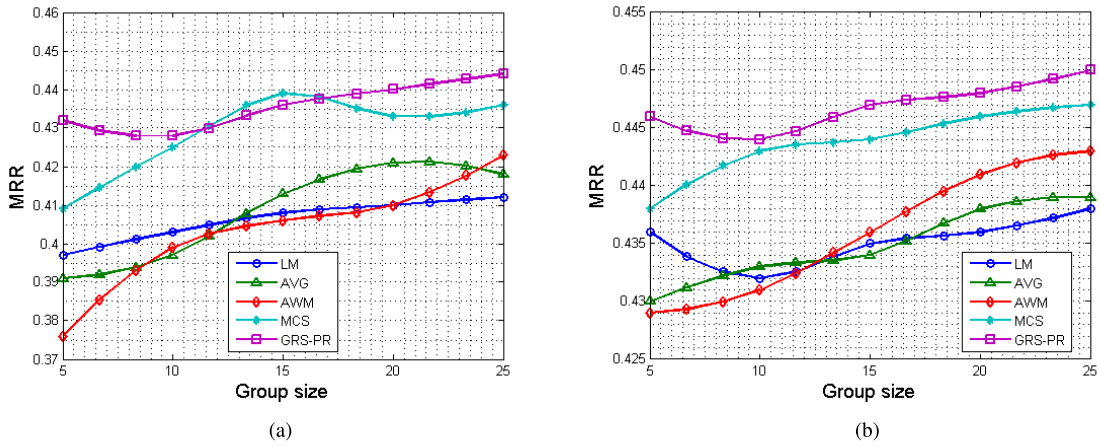 0.46
0.45
0.44
0.43
0.42
0.41
0.4
0.39
0.38
0.37
MRR
5
10
15
20
25
Group size
LM
AVG
AWM
MCS
GRS-PR
(a)
0.455
0.45
0.445
0.44
0.435
0.43
0.425
MRR
5
10
15
20
25
Group size
LM
AVG
AWM
MCS
GRS-PR
(b)